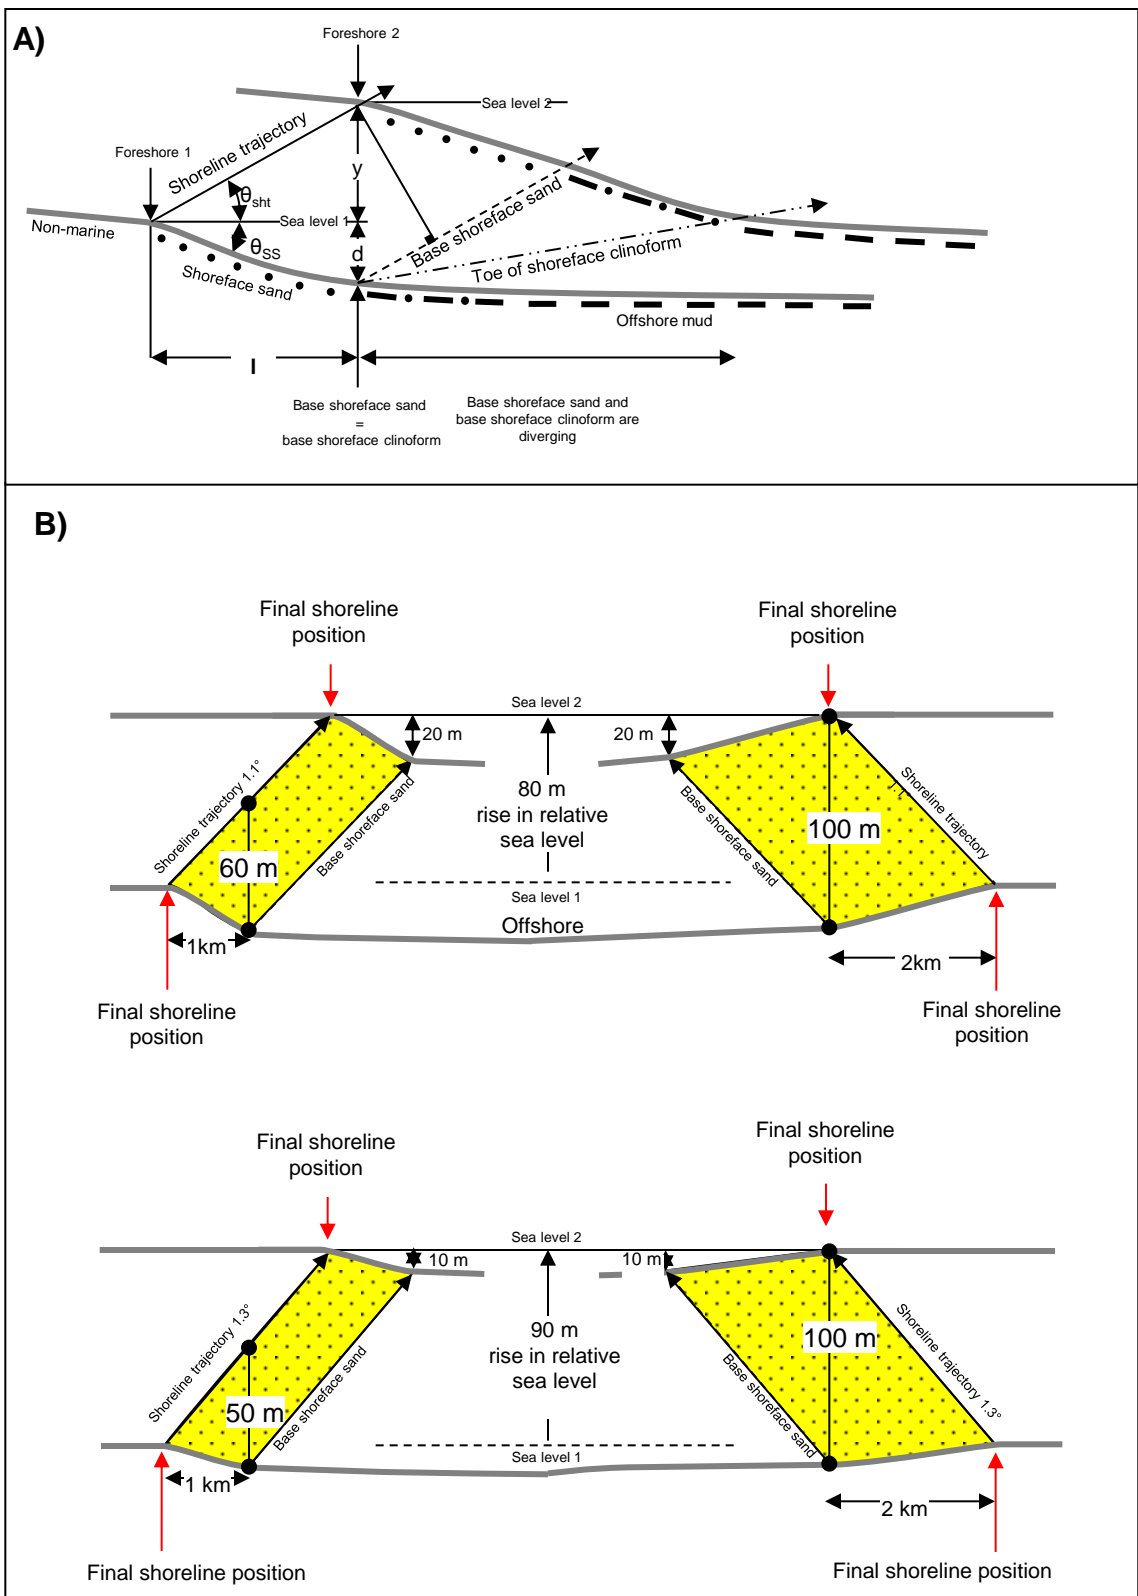 A)
Foreshore 2
Sea level 2
Foreshore 1
Shoreline trajectory
y
θsht
Sea level 1
Non-marine
θSS
d
Base shoreface sand
Shoreface sand
Toe of shoreface clinoform
Offshore mud
l
Base shoreface sand
=
base shoreface clinoform
Base shoreface sand and
base shoreface clinoform are
diverging
B)
Final shoreline
position
Final shoreline
position
Sea level 2
20 m
20 m
Shoreline trajectory 1.1°
Base shoreface sand
80 m
rise in relative
sea level
Base shoreface sand
Shoreline trajectory
1.1°
60 m
100 m
Sea level 1
Offshore
1km
2km
Final shoreline
position
Final shoreline
position
Final shoreline
position
Final shoreline
position
Sea level 2
10 m
10 m
Shoreline trajectory 1.3°
Base shoreface sand
90 m
rise in relative
sea level
Base shoreface sand
Shoreline trajectory 1.3°
50 m
100 m
Sea level 1
1 km
2 km
Final shoreline position
Final shoreline position